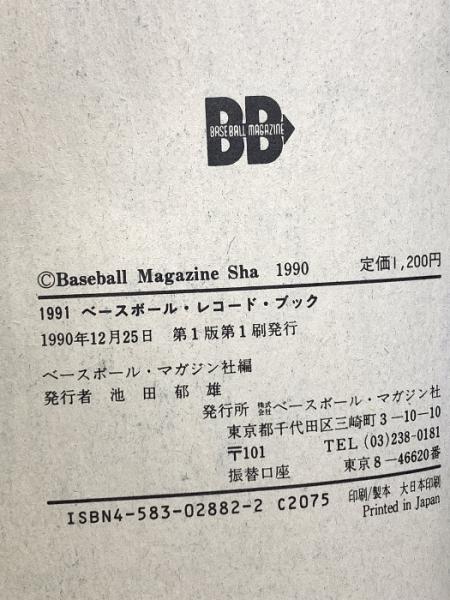 BB
BASEBALL MAGAZINE
©Baseball Magazine Sha 1990 定価1,200円
1991 ベースボール・レコード・ブック
1990年12月25日 第1版第1刷発行
ベースボール・マガジン社編
発行者 池田郁雄
発行所 株式会社ベースボール・マガジン社
東京都千代田区三崎町3-10-10
〒101 TEL (03)238-0181
振替口座 東京8-46620番
ISBN4-583-02882-2 C2075 印刷/製本 大日本印刷
Printed in Japan